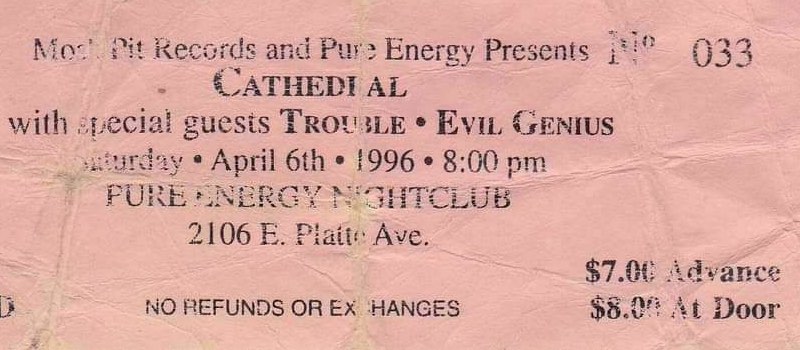 Mosh Pit Records and Pure Energy Presents Nº 033
CATHEDRAL
with special guests TROUBLE • EVIL GENIUS
Saturday • April 6th • 1996 • 8:00 pm
PURE ENERGY NIGHTCLUB
2106 E. Platte Ave.
$7.00 Advance
D NO REFUNDS OR EXCHANGES $8.00 At Door